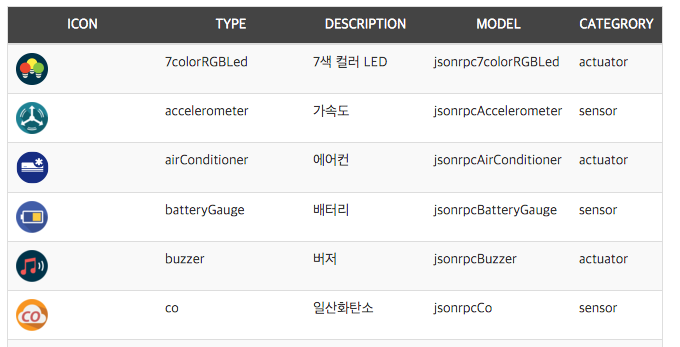 ICON TYPE DESCRIPTION MODEL CATEGRORY
7colorRGBLed 7색 컬러 LED jsonrpc7colorRGBLed actuator
accelerometer 가속도 jsonrpcAccelerometer sensor
airConditioner 에어컨 jsonrpcAirConditioner actuator
batteryGauge 배터리 jsonrpcBatteryGauge sensor
buzzer 버저 jsonrpcBuzzer actuator
CO co 일산화탄소 jsonrpcCo sensor